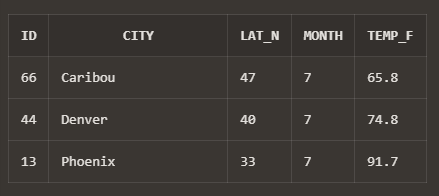 ID CITY LAT_N MONTH TEMP_F
66 Caribou 47 7 65.8
44 Denver 40 7 74.8
13 Phoenix 33 7 91.7